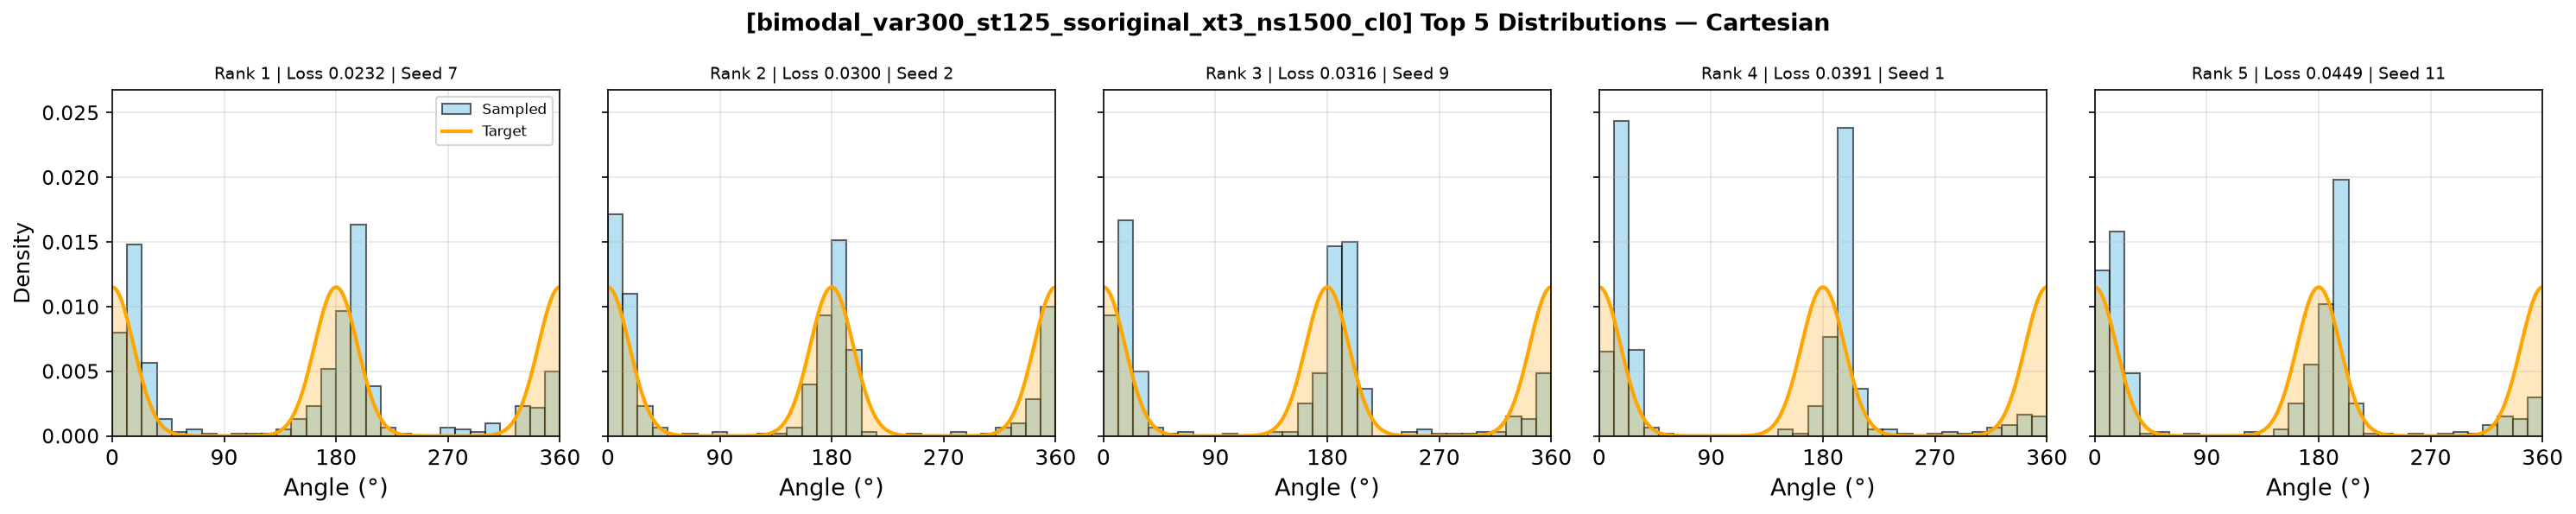 [bimodal_var300_st125_ssoriginal_xt3_ns1500_cl0] Top 5 Distributions — Cartesian
Rank 1 | Loss 0.0232 | Seed 7
Rank 2 | Loss 0.0300 | Seed 2
Rank 3 | Loss 0.0316 | Seed 9
Rank 4 | Loss 0.0391 | Seed 1
Rank 5 | Loss 0.0449 | Seed 11
Sampled
Target
Density
0.025
0.020
0.015
0.010
0.005
0.000
0 90 180 270 360
0 90 180 270 360
0 90 180 270 360
0 90 180 270 360
0 90 180 270 360
Angle (°)
Angle (°)
Angle (°)
Angle (°)
Angle (°)